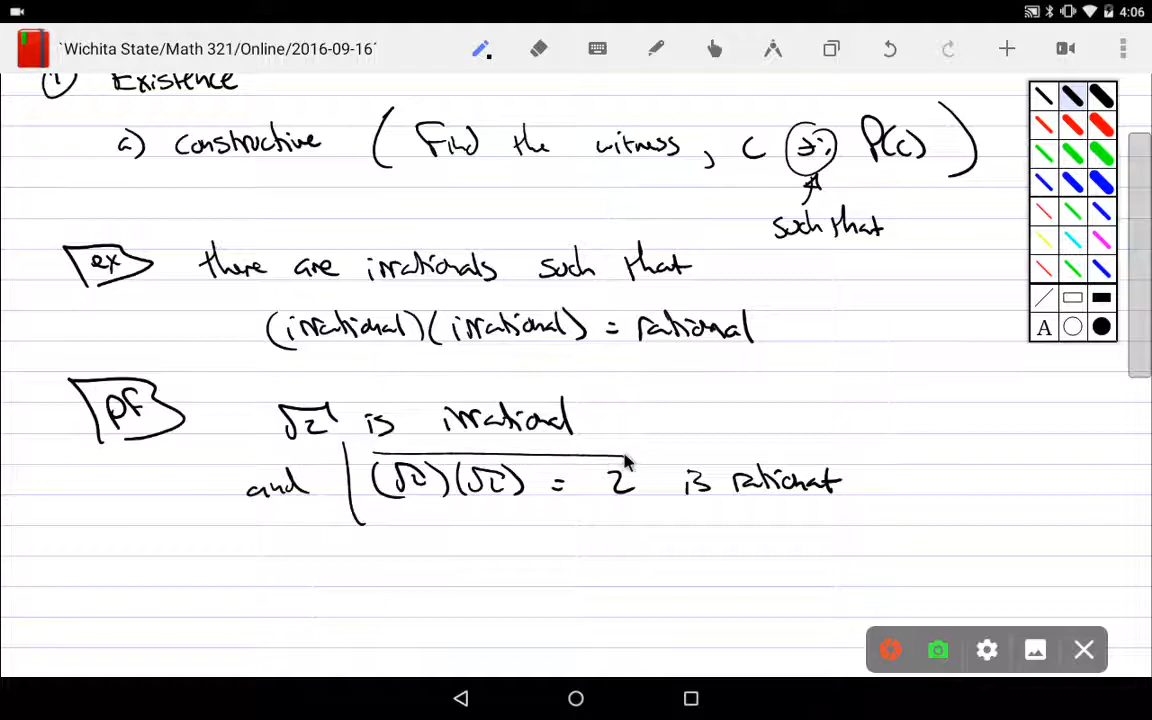 4:06
`Wichita State/Math 321/Online/2016-09-16`
① Existence
a) constructive (Find the witness, c ∋: P(c))
such that
ex there are irrationals such that
(irrational)(irrational) = rational
pf √2 is irrational
and (√2)(√2) = 2 is rational
A